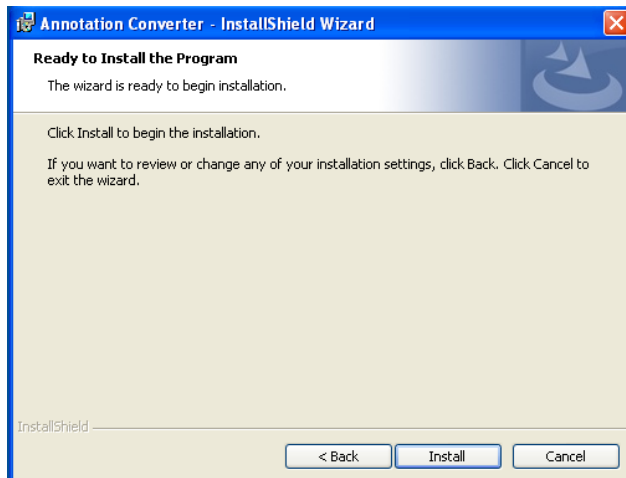 Annotation Converter - InstallShield Wizard
Ready to Install the Program
The wizard is ready to begin installation.
Click Install to begin the installation.
If you want to review or change any of your installation settings, click Back. Click Cancel to
exit the wizard.
InstallShield
< Back Install Cancel